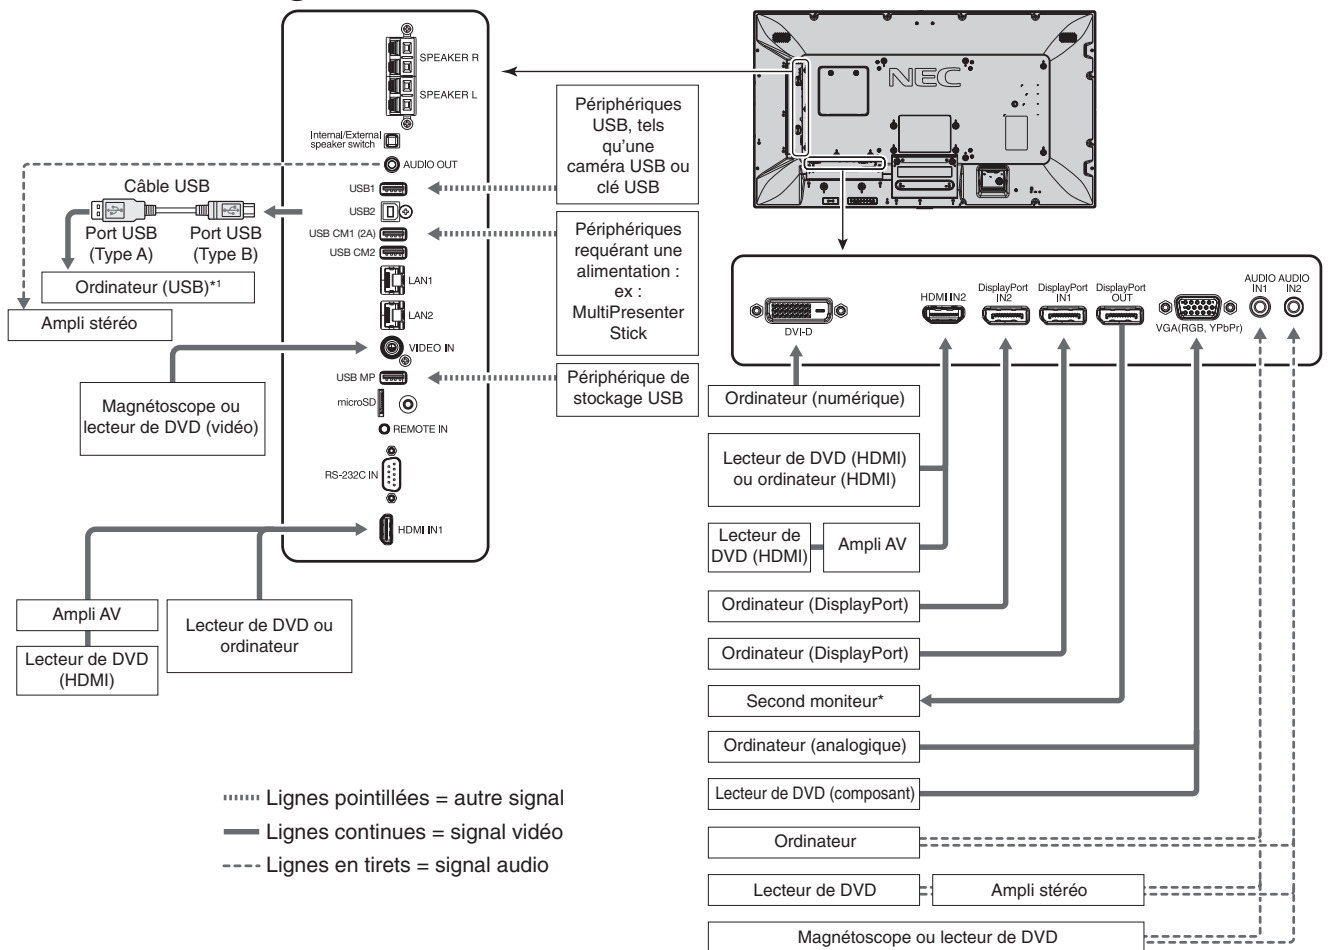 SPEAKER R
SPEAKER L
Internal/External
speaker switch
AUDIO OUT
USB1
USB2
USB CM1 (2A)
USB CM2
LAN1
LAN2
VIDEO IN
USB MP
microSD
REMOTE IN
RS-232C IN
HDMI IN1
Câble USB
Port USB
(Type A)
Port USB
(Type B)
Ordinateur (USB)*1
Ampli stéréo
Magnétoscope ou
lecteur de DVD (vidéo)
Ampli AV
Lecteur de DVD
(HDMI)
Lecteur de DVD ou
ordinateur
Périphériques
USB, tels
qu'une
caméra USB ou
clé USB
Périphériques
requérant une
alimentation :
ex :
MultiPresenter
Stick
Périphérique de
stockage USB
NEC
DVI-D
HDMI IN2
DisplayPort
IN2
DisplayPort
IN1
DisplayPort
OUT
VGA(RGB, YPbPr)
AUDIO
IN1
AUDIO
IN2
Ordinateur (numérique)
Lecteur de DVD (HDMI)
ou ordinateur (HDMI)
Lecteur de
DVD (HDMI)
Ampli AV
Ordinateur (DisplayPort)
Ordinateur (DisplayPort)
Second moniteur*
Ordinateur (analogique)
Lecteur de DVD (composant)
Ordinateur
Lecteur de DVD
Ampli stéréo
Magnétoscope ou lecteur de DVD
Lignes pointillées = autre signal
Lignes continues = signal vidéo
Lignes en tirets = signal audio